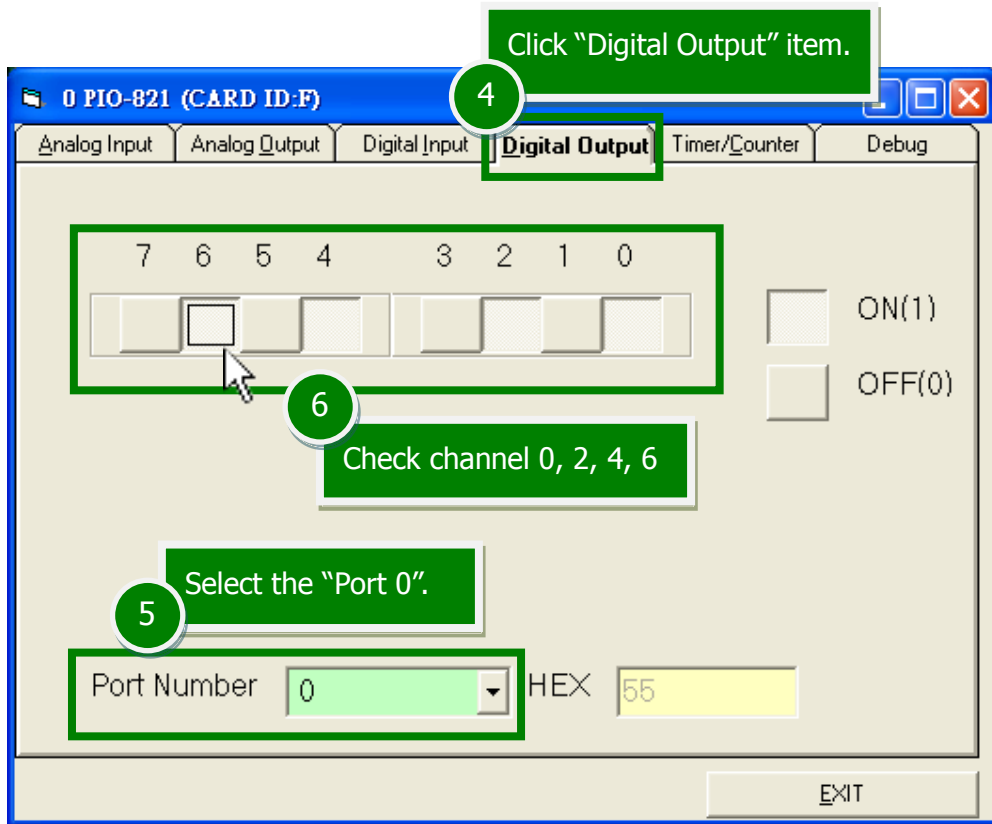 Click “Digital Output” item.
4
0 PIO-821 (CARD ID:F)
Analog Input Analog Output Digital Input Digital Output Timer/Counter Debug
7 6 5 4 3 2 1 0
ON(1)
OFF(0)
6
Check channel 0, 2, 4, 6
Select the “Port 0”.
5
Port Number 0 HEX 55
EXIT